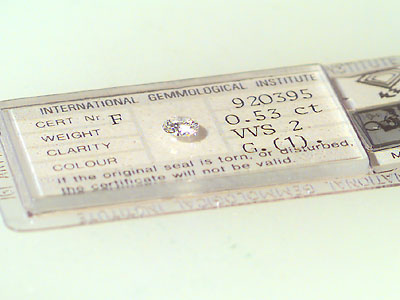 INTERNATIONAL GEMMOLOGICAL INSTITUTE
CERT Nr F 920395
WEIGHT 0.53 ct
CLARITY VVS 2
COLOUR G.(1).
If the original seal is torn, or disturbed,
the certificate will not be valid.